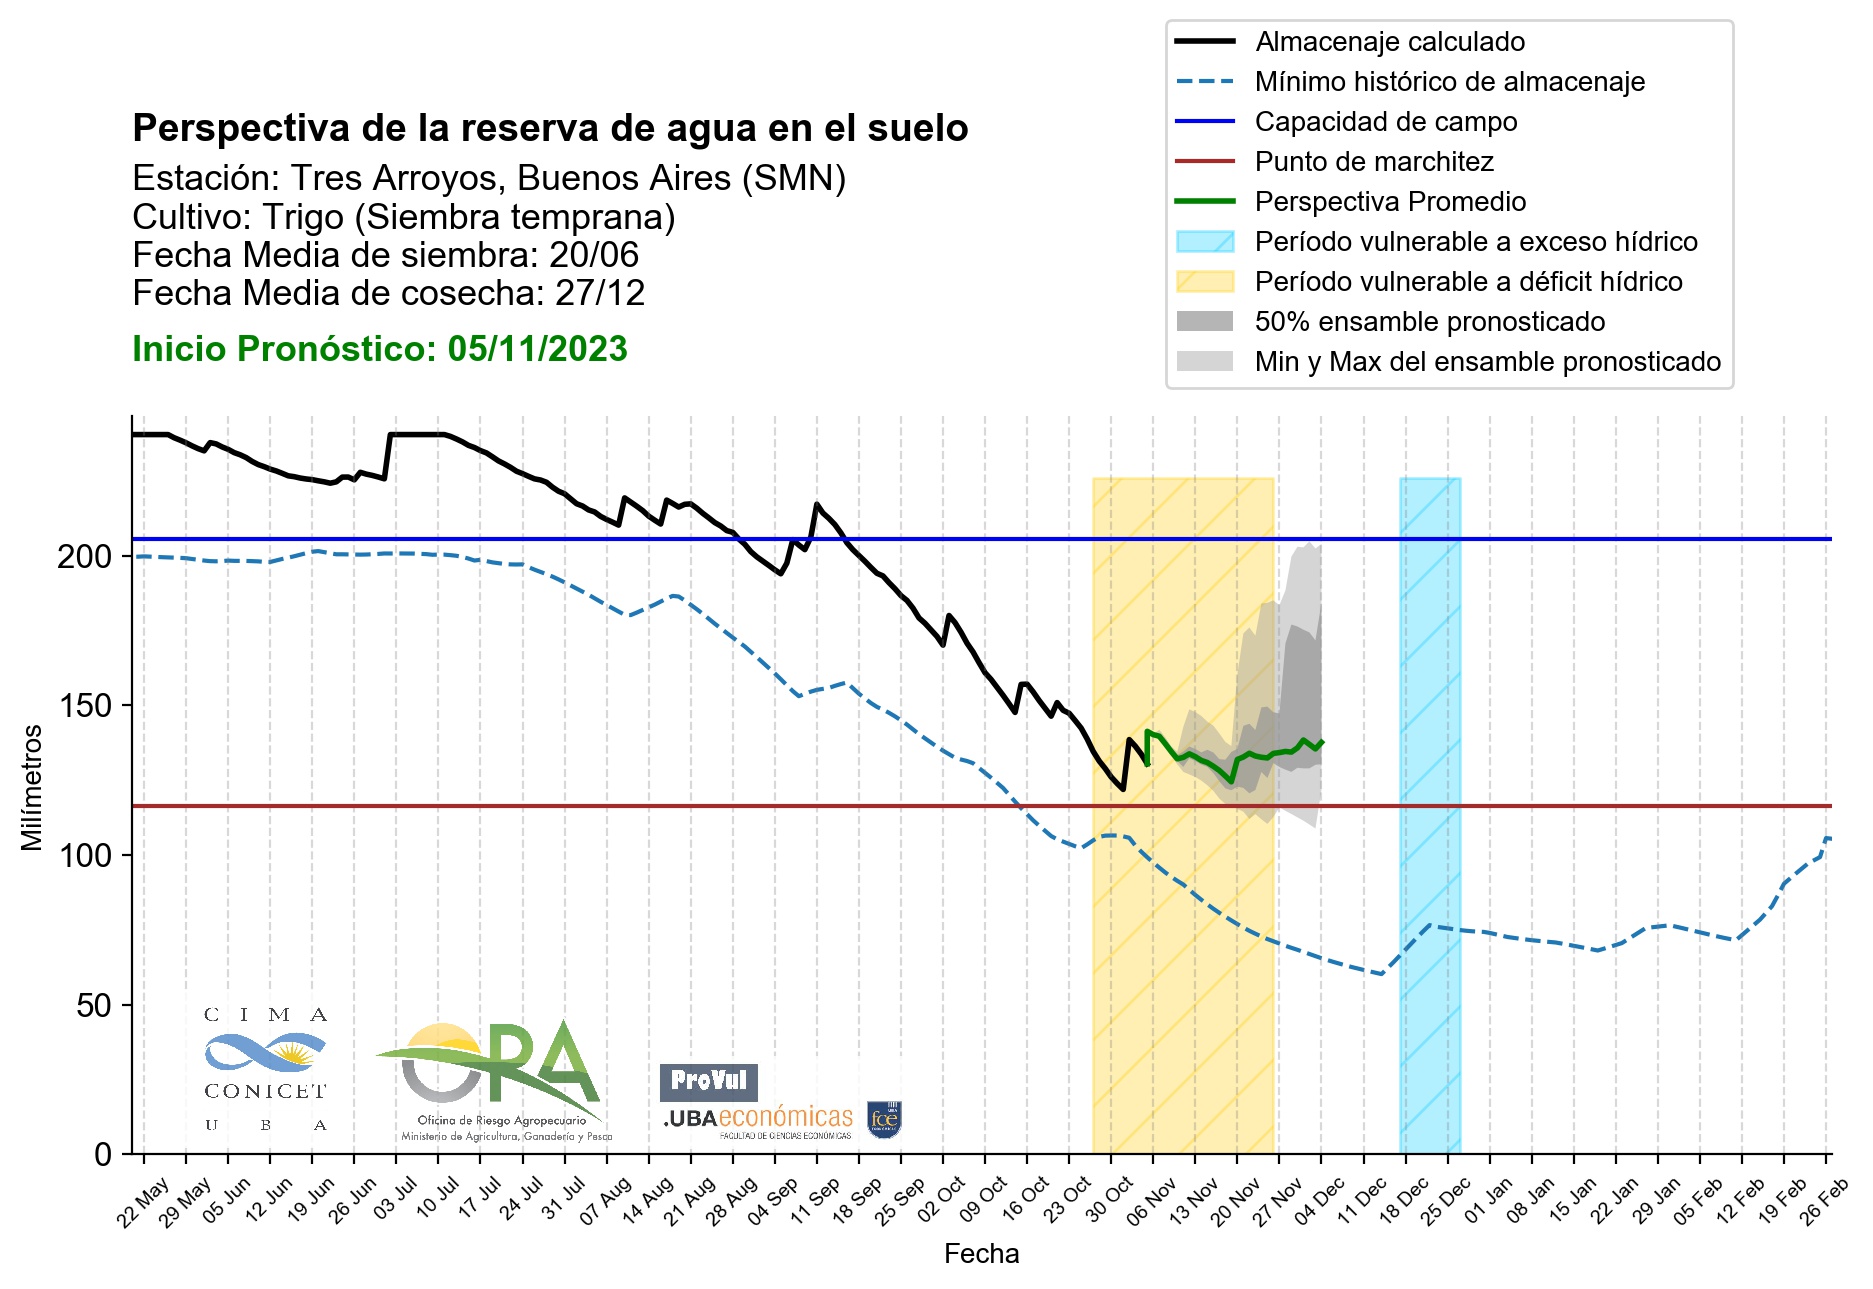 Almacenaje calculado
Mínimo histórico de almacenaje
Capacidad de campo
Punto de marchitez
Perspectiva Promedio
Período vulnerable a exceso hídrico
Período vulnerable a déficit hídrico
50% ensamble pronosticado
Min y Max del ensamble pronosticado
Perspectiva de la reserva de agua en el suelo
Estación: Tres Arroyos, Buenos Aires (SMN)
Cultivo: Trigo (Siembra temprana)
Fecha Media de siembra: 20/06
Fecha Media de cosecha: 27/12
Inicio Pronóstico: 05/11/2023
Milímetros
200
150
100
50
0
CIMA
CONICET
UBA
ORA
Oficina de Riesgo Agropecuario
Ministerio de Agricultura, Ganadería y Pesca
ProVul
.UBAeconómicas
FACULTAD DE CIENCIAS ECONÓMICAS
UBA
fce
22 May
29 May
05 Jun
12 Jun
19 Jun
26 Jun
03 Jul
10 Jul
17 Jul
24 Jul
31 Jul
07 Aug
14 Aug
21 Aug
28 Aug
04 Sep
11 Sep
18 Sep
25 Sep
02 Oct
09 Oct
16 Oct
23 Oct
30 Oct
06 Nov
13 Nov
20 Nov
27 Nov
04 Dec
11 Dec
18 Dec
25 Dec
01 Jan
08 Jan
15 Jan
22 Jan
29 Jan
05 Feb
12 Feb
19 Feb
26 Feb
Fecha